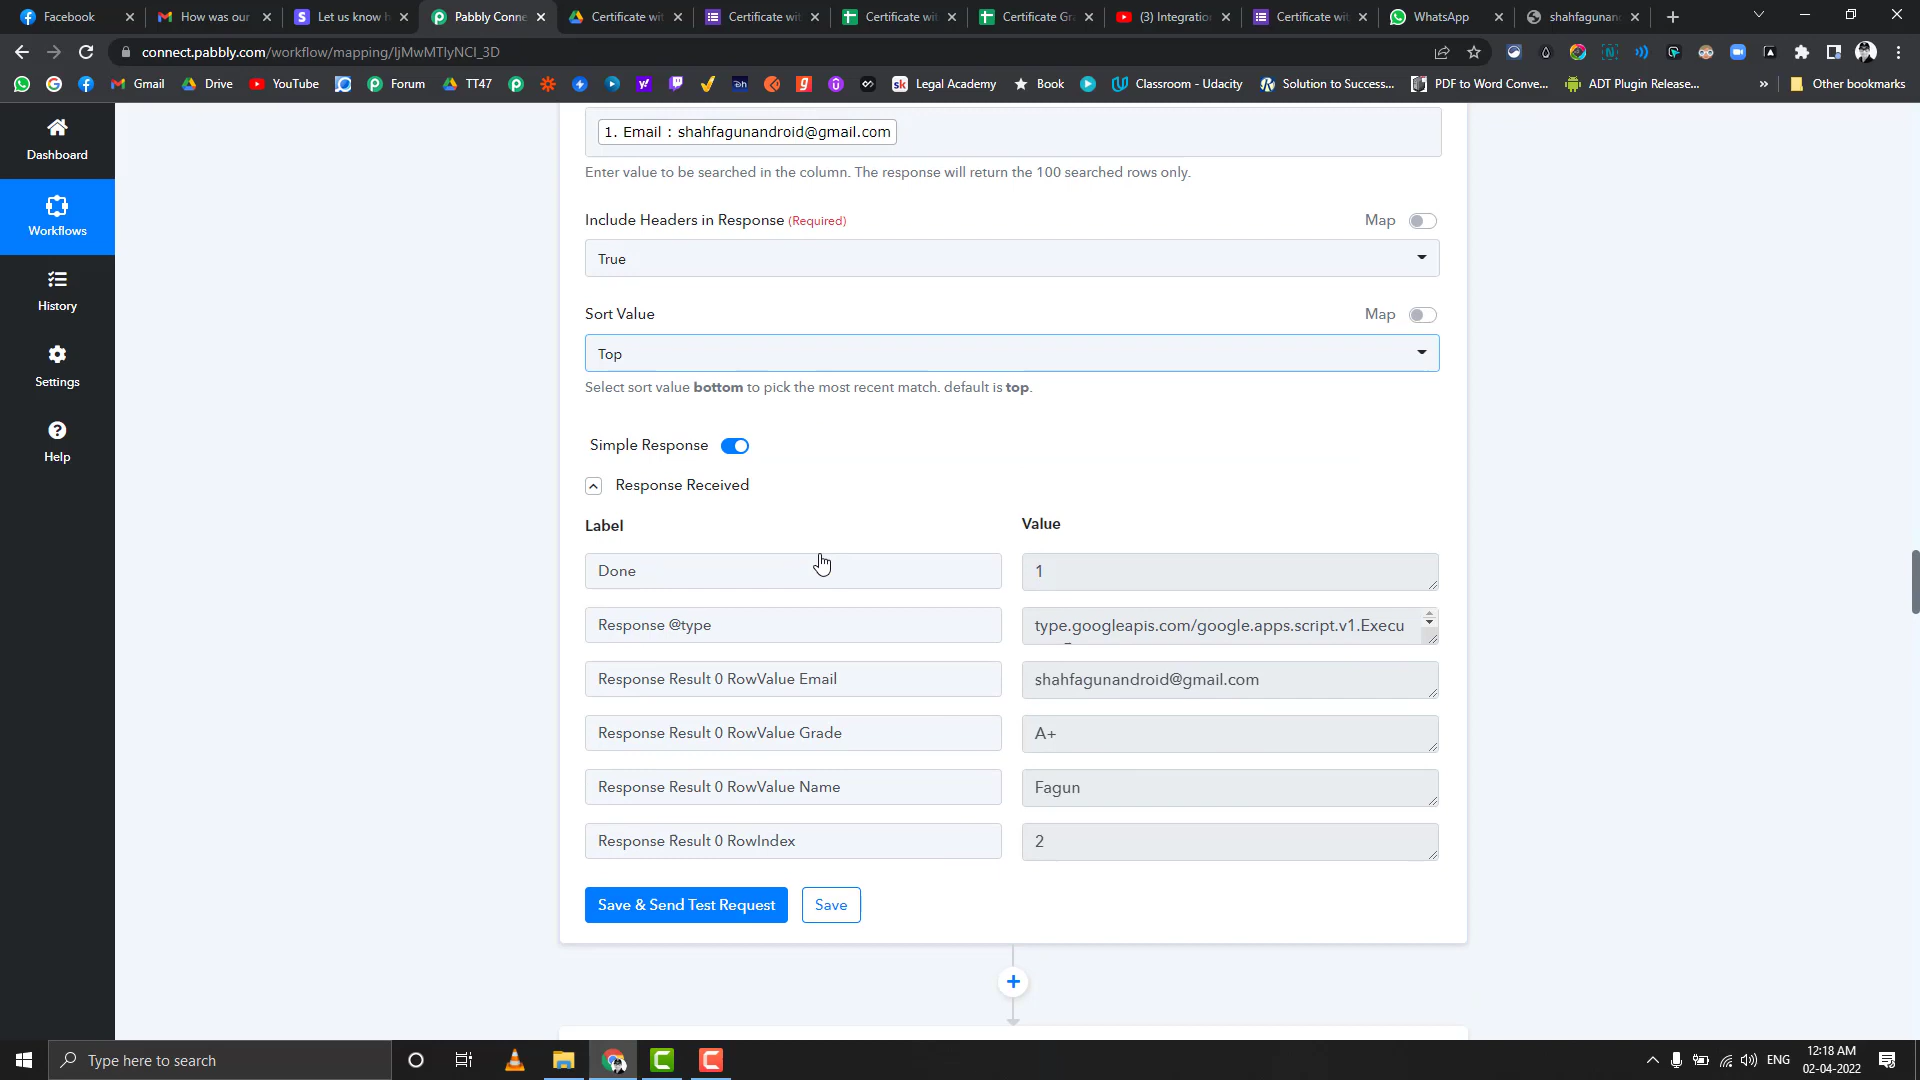 Facebook
How was our
Let us know h
Pabbly Conne
Certificate wit
Certificate wit
Certificate wit
Certificate Gra
(3) Integratio
Certificate wit
WhatsApp
shahfagunan
connect.pabbly.com/workflow/mapping/IjMwMTIyNCI_3D
Gmail
Drive
YouTube
Forum
TT47
Legal Academy
Book
Classroom - Udacity
Solution to Success...
PDF to Word Conve...
ADT Plugin Release...
Other bookmarks
Dashboard
Workflows
History
Settings
Help
1. Email : shahfagunandroid@gmail.com
Enter value to be searched in the column. The response will return the 100 searched rows only.
Include Headers in Response (Required)
Map
True
Sort Value
Map
Top
Select sort value bottom to pick the most recent match. default is top.
Simple Response
Response Received
Label
Value
Done
1
Response @type
type.googleapis.com/google.apps.script.v1.Execu
Response Result 0 RowValue Email
shahfagunandroid@gmail.com
Response Result 0 RowValue Grade
A+
Response Result 0 RowValue Name
Fagun
Response Result 0 RowIndex
2
Save & Send Test Request
Save
Type here to search
ENG
12:18 AM
02-04-2022